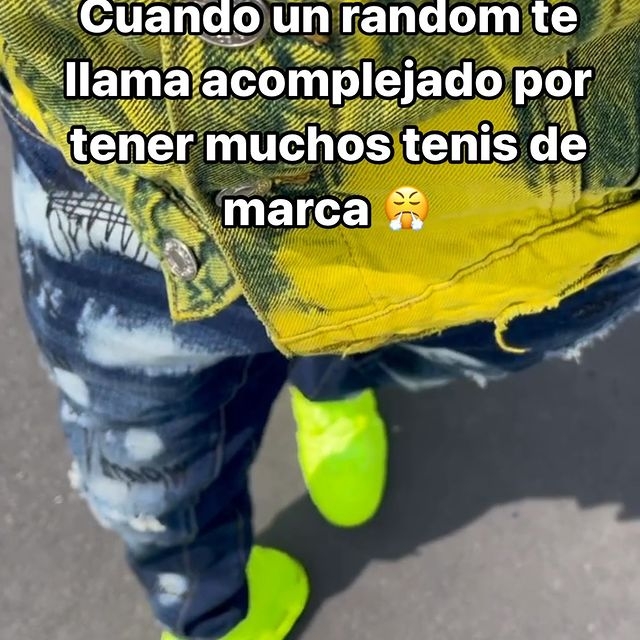 Cuando un random te
llama acomplejado por
tener muchos tenis de
marca 😤